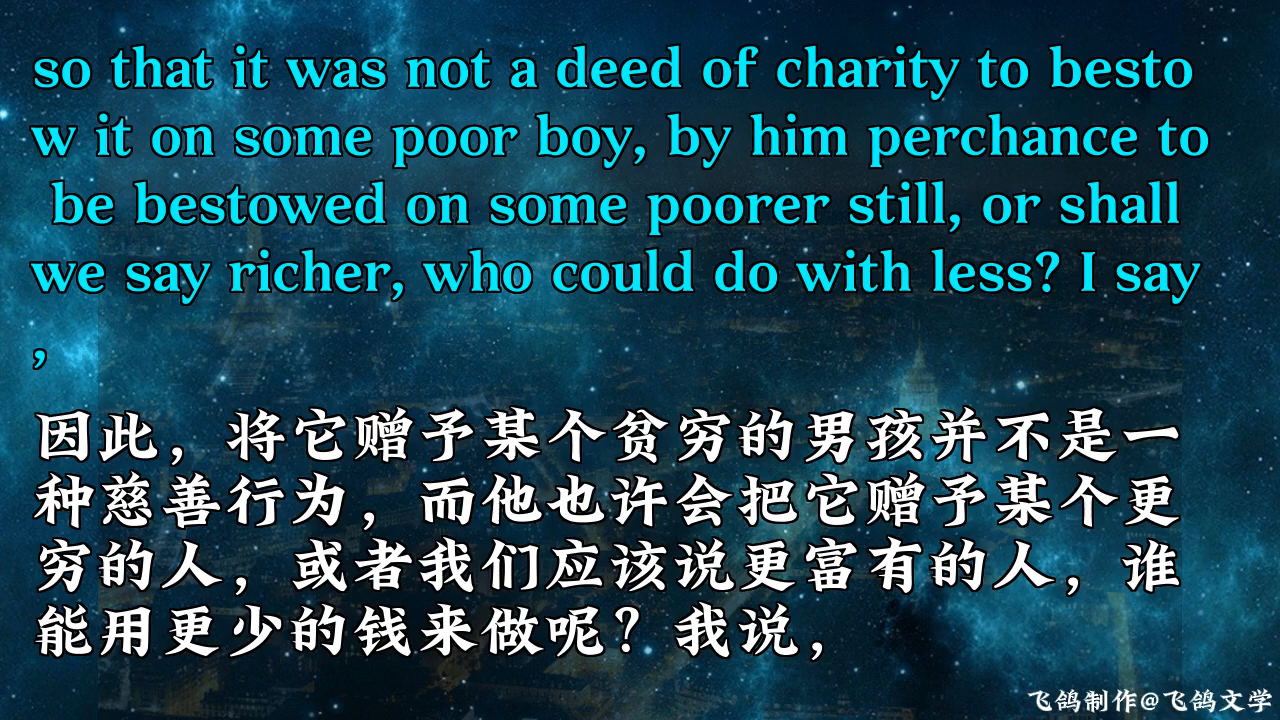 so that it was not a deed of charity to besto
w it on some poor boy, by him perchance to
be bestowed on some poorer still, or shall
we say richer, who could do with less? I say
,
因此，将它赠予某个贫穷的男孩并不是一
种慈善行为，而他也许会把它赠予某个更
穷的人，或者我们应该说更富有的人，谁
能用更少的钱来做呢？我说，
飞鸽制作@飞鸽文学